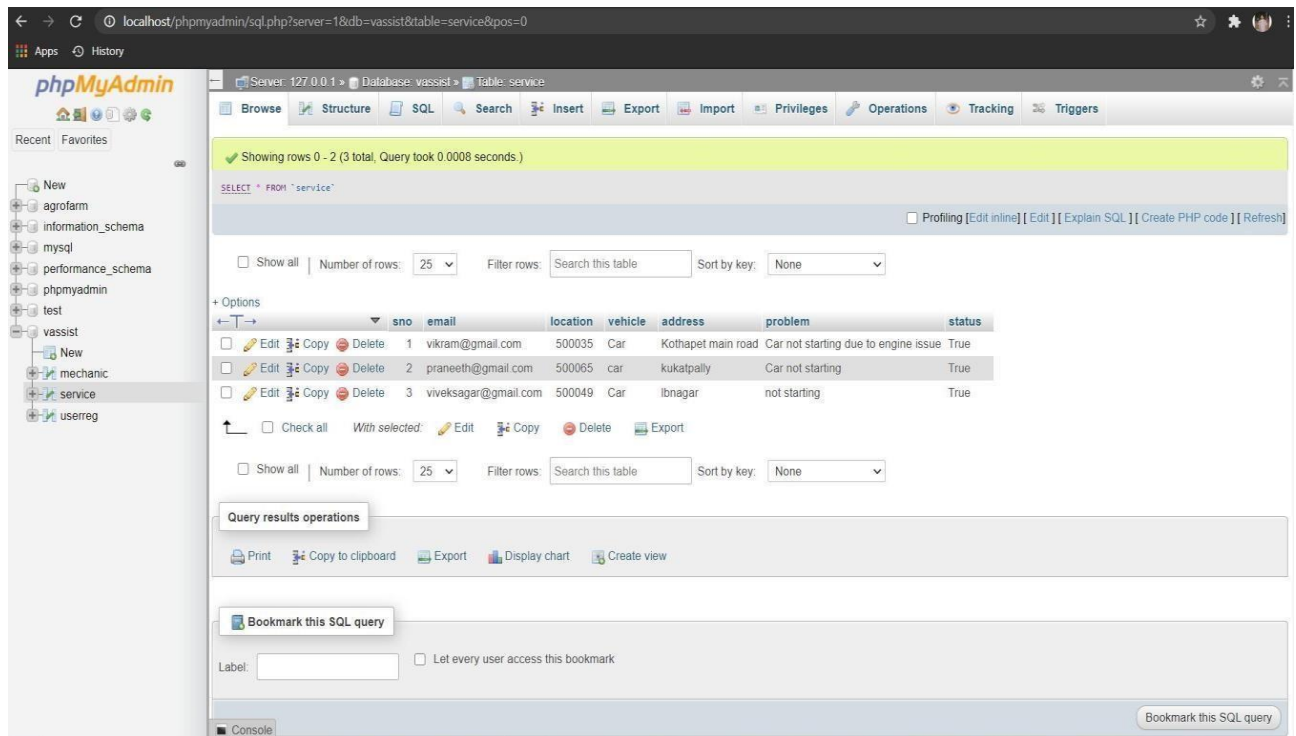 localhost/phpmyadmin/sql.php?server=1&db=vassist&table=service&pos=0
Apps History
phpMyAdmin
Recent Favorites
New
agrofarm
information_schema
mysql
performance_schema
phpmyadmin
test
vassist
New
mechanic
service
userreg
Server: 127.0.0.1 » Database: vassist » Table: service
Browse Structure SQL Search Insert Export Import Privileges Operations Tracking Triggers
Showing rows 0 - 2 (3 total, Query took 0.0008 seconds.)
SELECT * FROM `service`
Profiling [Edit inline] [ Edit ] [ Explain SQL ] [ Create PHP code ] [ Refresh]
Show all | Number of rows: 25 Filter rows: Search this table Sort by key: None
+ Options
←T→ sno email location vehicle address problem status
Edit Copy Delete 1 vikram@gmail.com 500035 Car Kothapet main road Car not starting due to engine issue True
Edit Copy Delete 2 praneeth@gmail.com 500065 car kukatpally Car not starting True
Edit Copy Delete 3 viveksagar@gmail.com 500049 Car lbnagar not starting True
Check all With selected: Edit Copy Delete Export
Show all | Number of rows: 25 Filter rows: Search this table Sort by key: None
Query results operations
Print Copy to clipboard Export Display chart Create view
Bookmark this SQL query
Label: Let every user access this bookmark
Bookmark this SQL query
Console